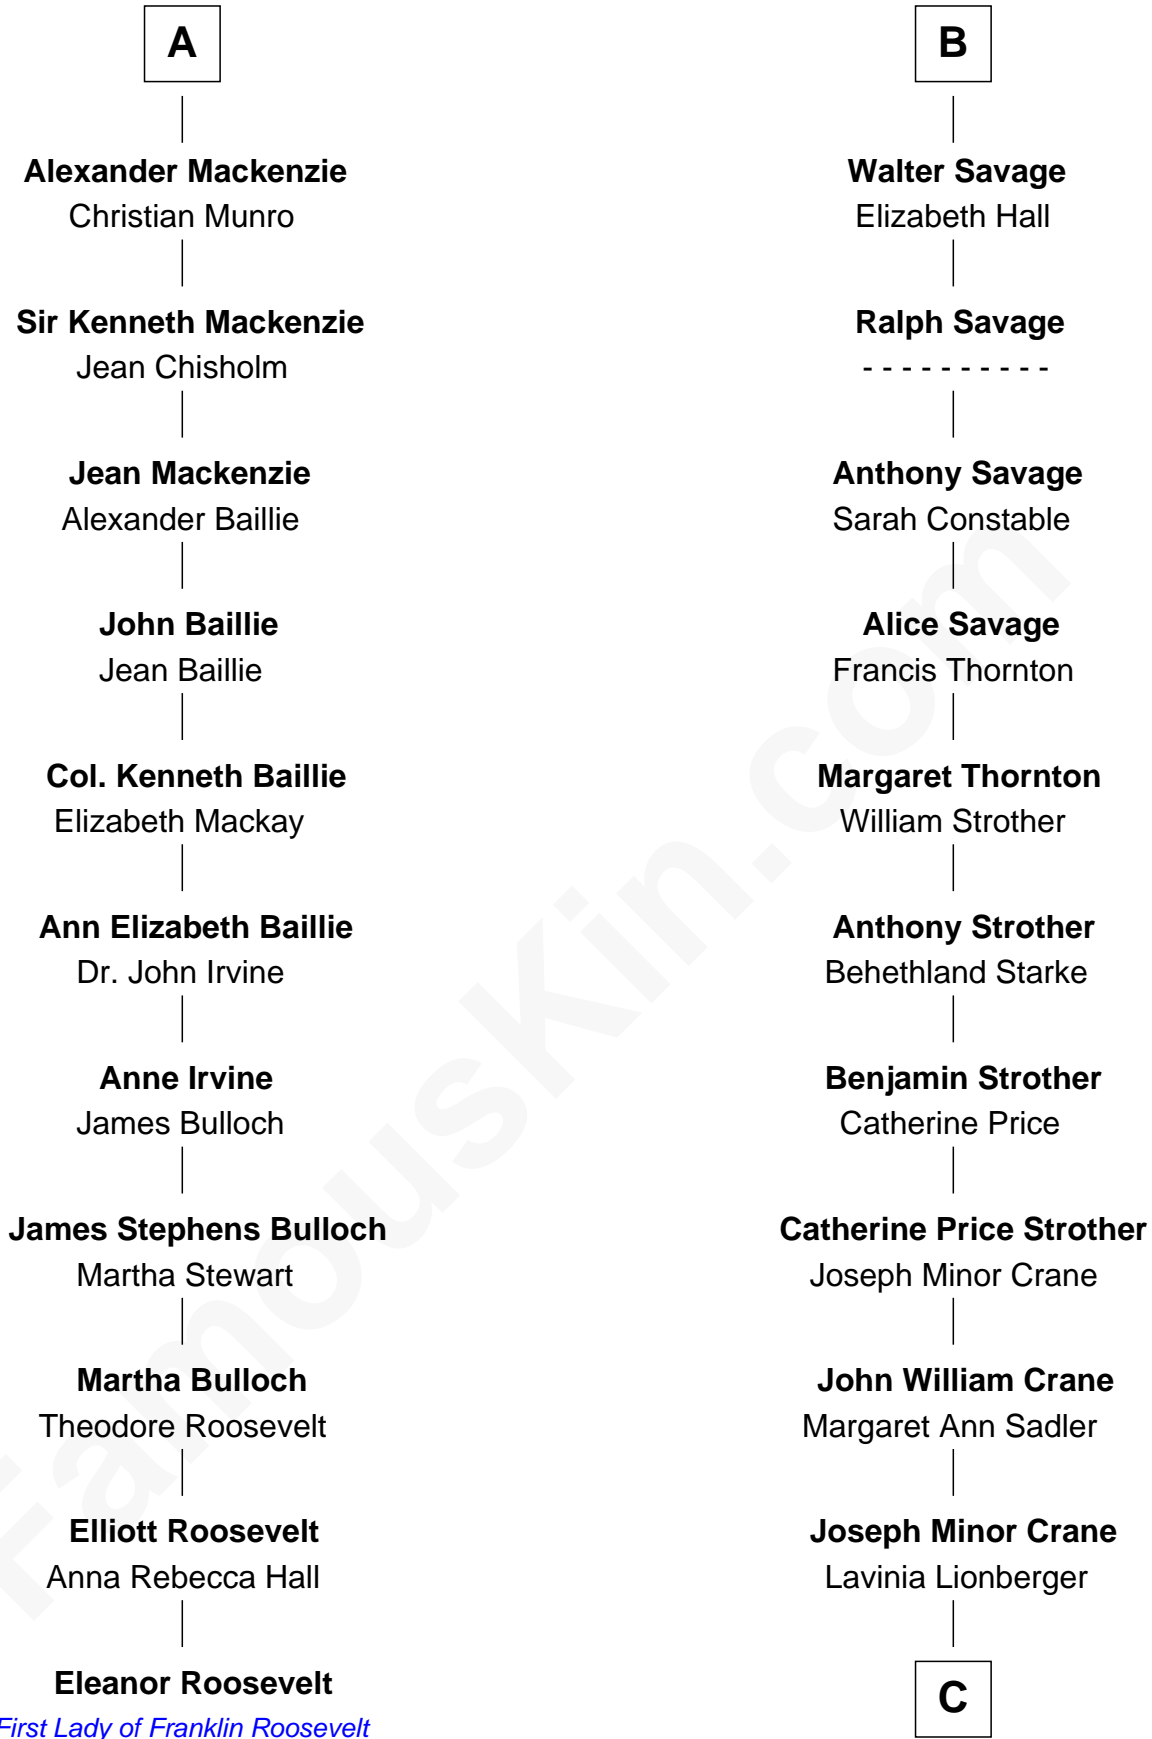 A
Alexander Mackenzie
Christian Munro
Sir Kenneth Mackenzie
Jean Chisholm
Jean Mackenzie
Alexander Baillie
John Baillie
Jean Baillie
Col. Kenneth Baillie
Elizabeth Mackay
Ann Elizabeth Baillie
Dr. John Irvine
Anne Irvine
James Bulloch
James Stephens Bulloch
Martha Stewart
Martha Bulloch
Theodore Roosevelt
Elliott Roosevelt
Anna Rebecca Hall
Eleanor Roosevelt
First Lady of Franklin Roosevelt
B
Walter Savage
Elizabeth Hall
Ralph Savage
- - - - - - - - - -
Anthony Savage
Sarah Constable
Alice Savage
Francis Thornton
Margaret Thornton
William Strother
Anthony Strother
Behethland Starke
Benjamin Strother
Catherine Price
Catherine Price Strother
Joseph Minor Crane
John William Crane
Margaret Ann Sadler
Joseph Minor Crane
Lavinia Lionberger
C
FamousKin.com